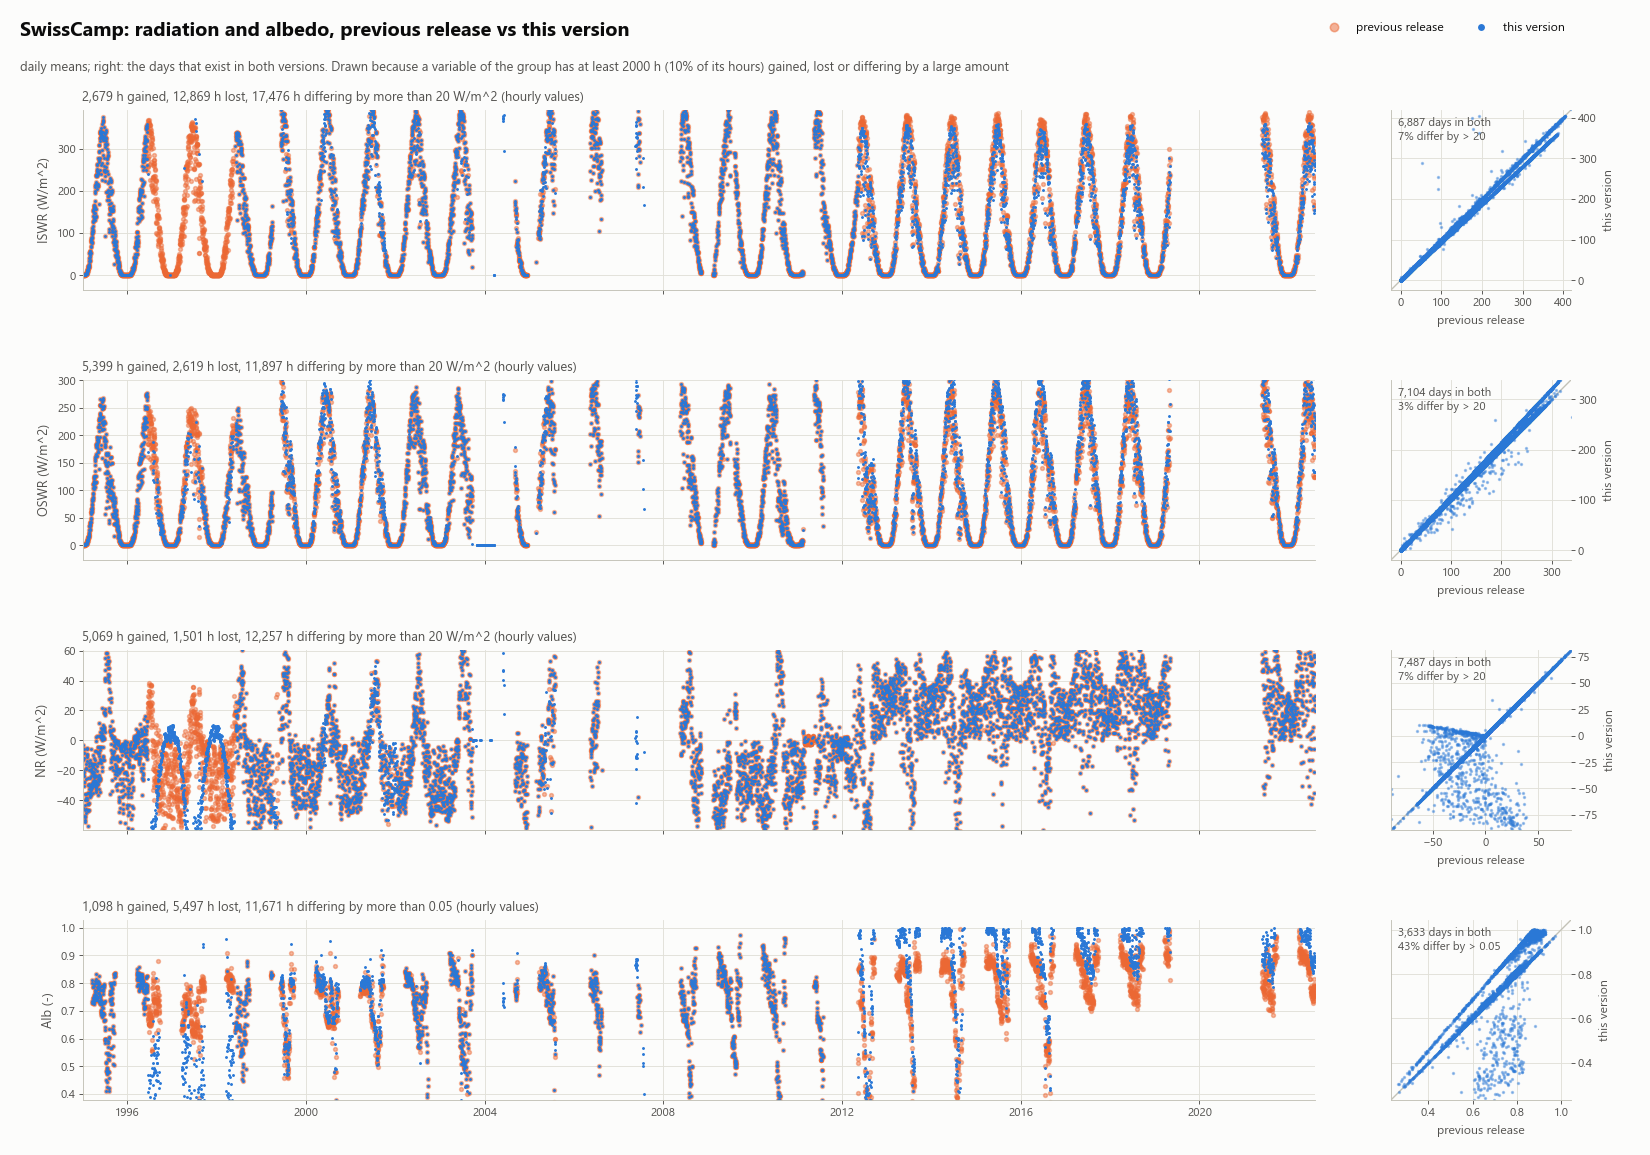 SwissCamp: radiation and albedo, previous release vs this version
previous release
this version
daily means; right: the days that exist in both versions. Drawn because a variable of the group has at least 2000 h (10% of its hours) gained, lost or differing by a large amount
2,679 h gained, 12,869 h lost, 17,476 h differing by more than 20 W/m^2 (hourly values)
ISWR (W/m^2)
300
200
100
0
6,887 days in both
7% differ by > 20
400
300
200
100
0
this version
0 100 200 300 400
previous release
5,399 h gained, 2,619 h lost, 11,897 h differing by more than 20 W/m^2 (hourly values)
OSWR (W/m^2)
300
250
200
150
100
50
0
7,104 days in both
3% differ by > 20
300
200
100
0
this version
0 100 200 300
previous release
5,069 h gained, 1,501 h lost, 12,257 h differing by more than 20 W/m^2 (hourly values)
NR (W/m^2)
60
40
20
0
−20
−40
7,487 days in both
7% differ by > 20
75
50
25
0
−25
−50
−75
this version
−50 0 50
previous release
1,098 h gained, 5,497 h lost, 11,671 h differing by more than 0.05 (hourly values)
Alb (-)
1.0
0.9
0.8
0.7
0.6
0.5
0.4
1996 2000 2004 2008 2012 2016 2020
3,633 days in both
43% differ by > 0.05
1.0
0.8
0.6
0.4
this version
0.4 0.6 0.8 1.0
previous release